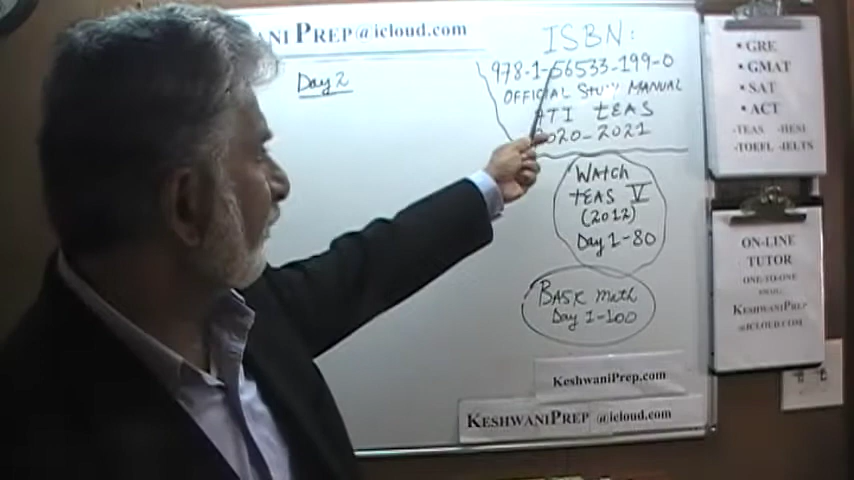 ANI PREP@icloud.com
Day 2
ISBN:
978-1-56533-199-0
OFFICIAL STUDY MANUAL
ATI TEAS
2020-2021
WATCH
TEAS V
(2012)
Day 1-80
BASIC Math
Day 1-100
KeshwaniPrep.com
KESHWANIPREP@icloud.com
• GRE
• GMAT
• SAT
• ACT
•TEAS •HESI
•TOEFL •IELTS
ON-LINE
TUTOR
ONE-TO-ONE
KESHWANIPREP
@ICLOUD.COM